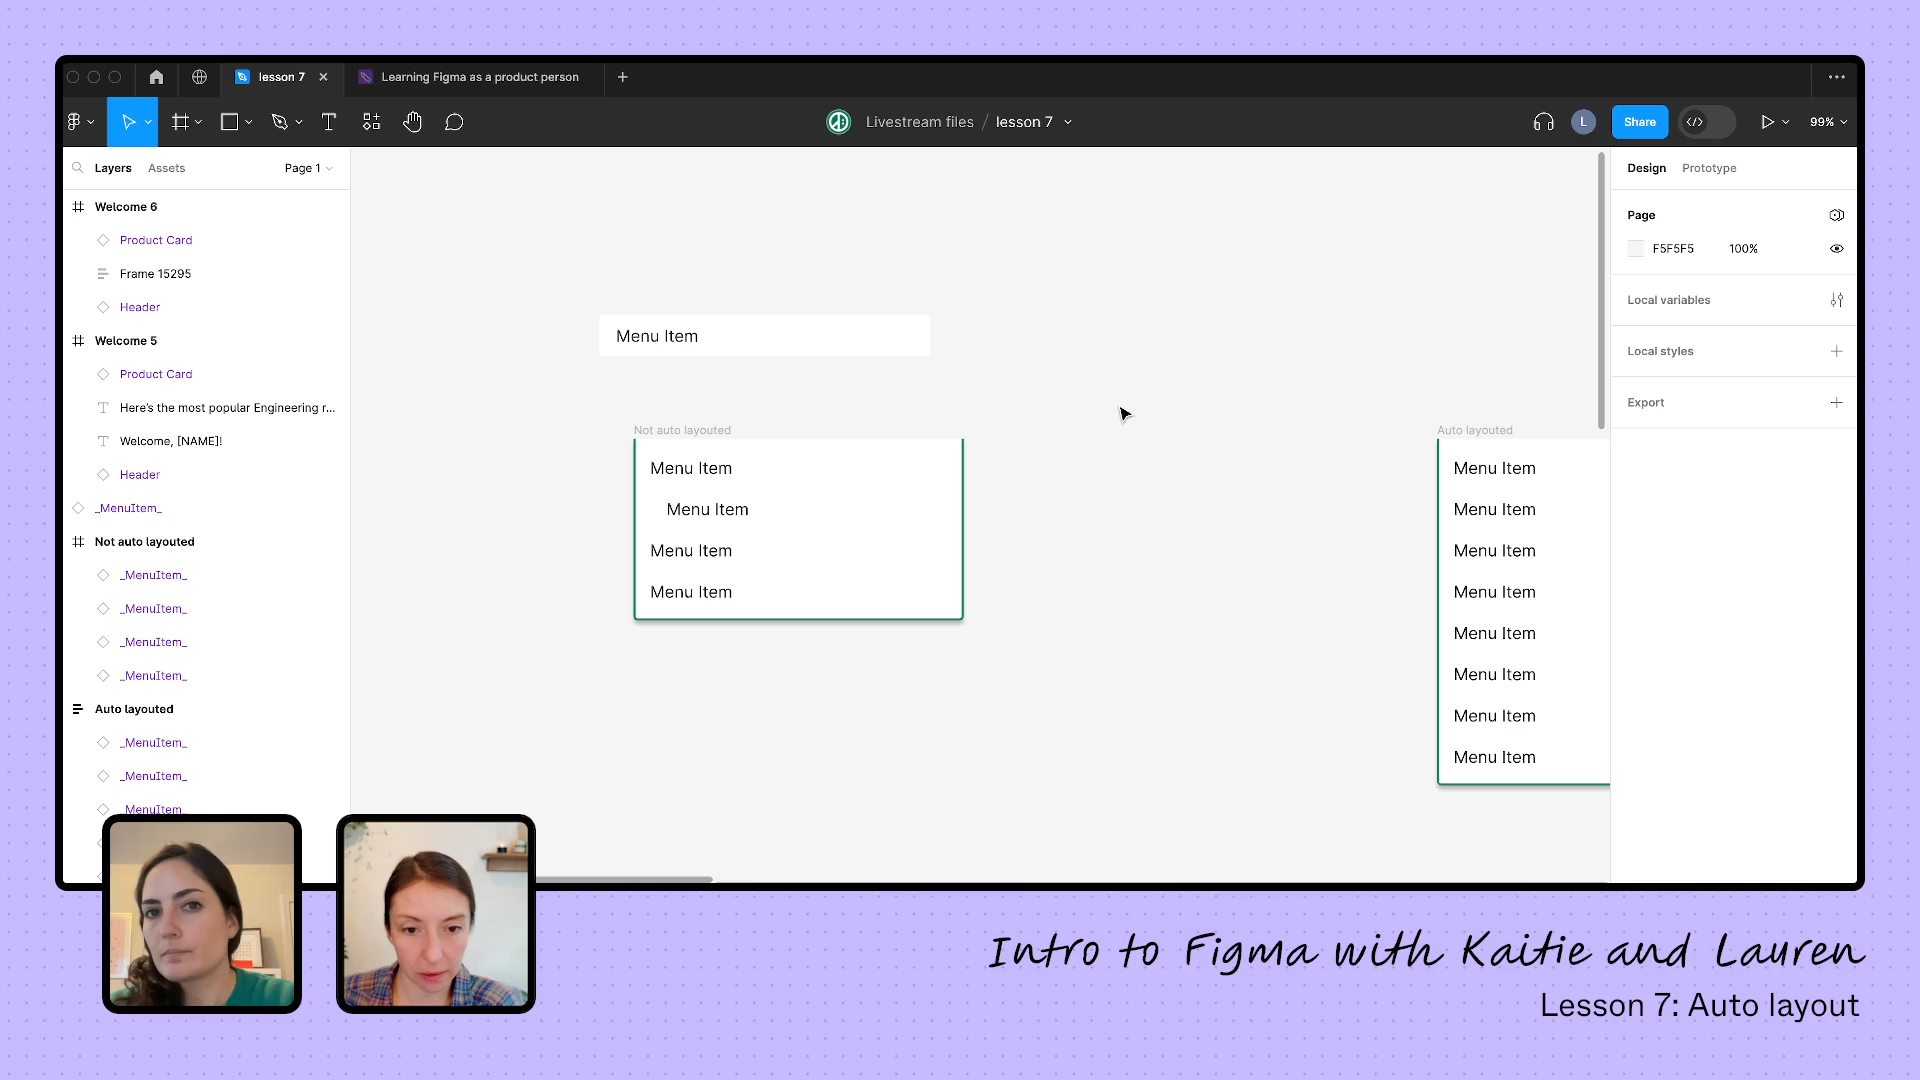 lesson 7
Learning Figma as a product person
Livestream files / lesson 7
L
Share
99%
Layers
Assets
Page 1
Welcome 6
Product Card
Frame 15295
Header
Welcome 5
Product Card
Here's the most popular Engineering r...
Welcome, [NAME]!
Header
_MenuItem_
Not auto layouted
_MenuItem_
_MenuItem_
_MenuItem_
_MenuItem_
Auto layouted
_MenuItem_
_MenuItem_
_MenuItem_
Menu Item
Not auto layouted
Menu Item
Menu Item
Menu Item
Menu Item
Auto layouted
Menu Item
Menu Item
Menu Item
Menu Item
Menu Item
Menu Item
Menu Item
Menu Item
Design
Prototype
Page
F5F5F5
100%
Local variables
Local styles
Export
Intro to Figma with Kaitie and Lauren
Lesson 7: Auto layout